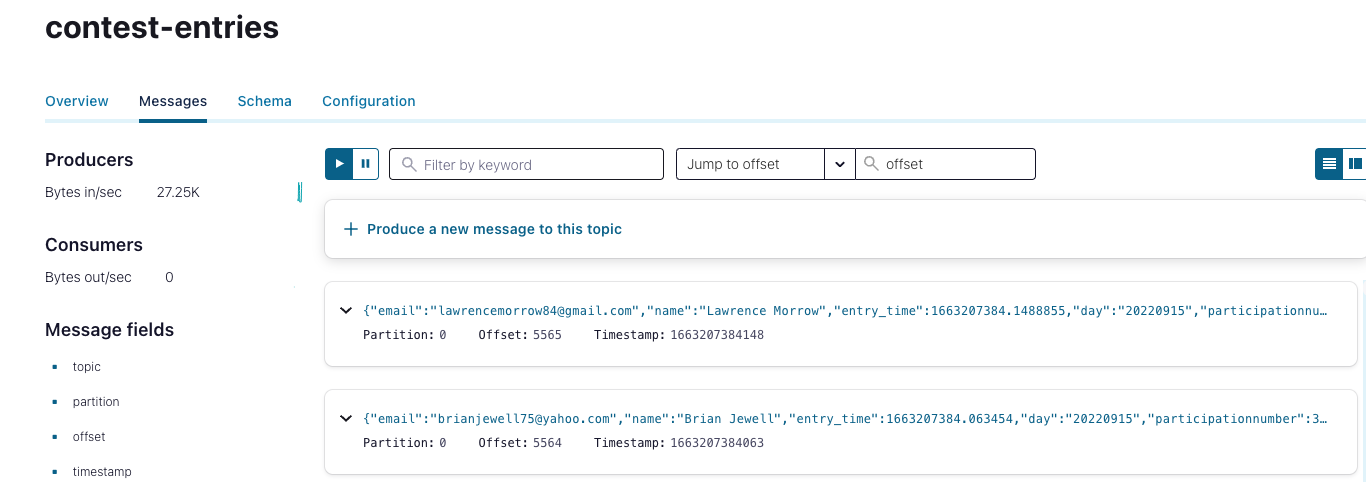 contest-entries
Overview Messages Schema Configuration
Producers
Bytes in/sec 27.25K
Consumers
Bytes out/sec 0
Message fields
topic
partition
offset
timestamp
Filter by keyword Jump to offset offset
Produce a new message to this topic
{"email":"lawrencemorrow84@gmail.com","name":"Lawrence Morrow","entry_time":1663207384.1488855,"day":"20220915","participationnu…
Partition: 0 Offset: 5565 Timestamp: 1663207384148
{"email":"brianjewell75@yahoo.com","name":"Brian Jewell","entry_time":1663207384.063454,"day":"20220915","participationnumber":3…
Partition: 0 Offset: 5564 Timestamp: 1663207384063